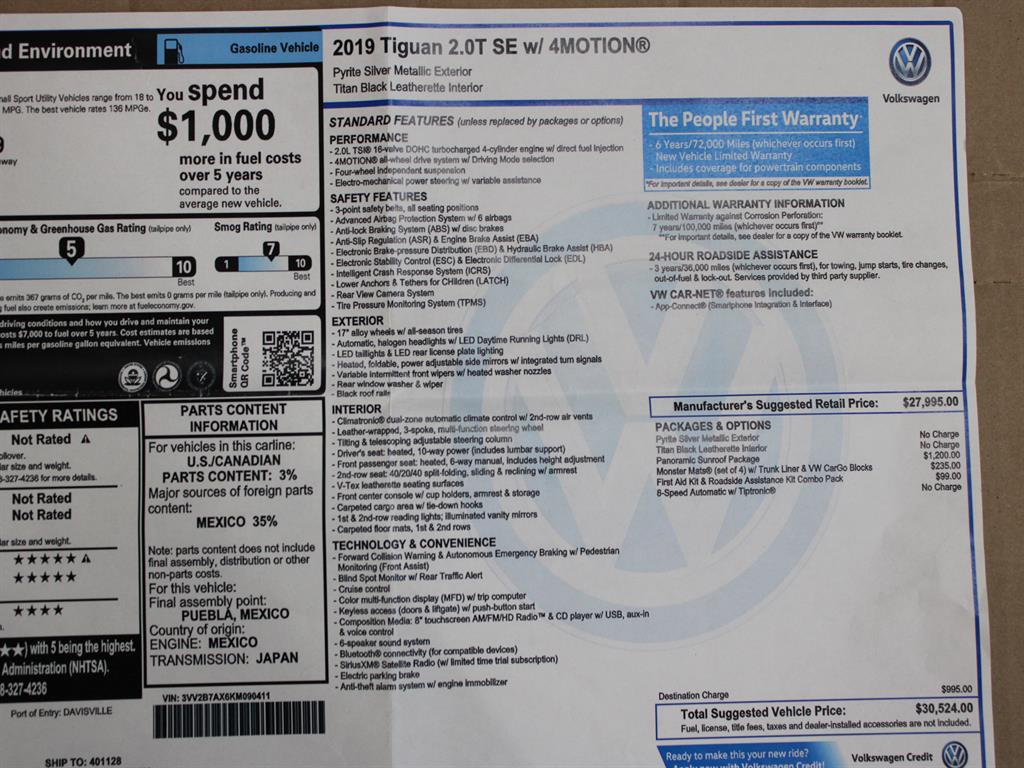 d Environment
Gasoline Vehicle
mall Sport Utility Vehicles range from 18 to
MPG. The best vehicle rates 136 MPGe.
You spend
$1,000
more in fuel costs
over 5 years
compared to the
average new vehicle.
9
way
onomy & Greenhouse Gas Rating (tailpipe only)
Smog Rating (tailpipe only)
5
10
Best
7
1
10
Best
e emits 367 grams of CO2 per mile. The best emits 0 grams per mile (tailpipe only). Producing and
g fuel also create emissions; learn more at fueleconomy.gov.
driving conditions and how you drive and maintain your
costs $7,000 to fuel over 5 years. Cost estimates are based
miles per gasoline gallon equivalent. Vehicle emissions
hicles
Smartphone
QR Code™
AFETY RATINGS
Not Rated
ollover.
lar size and weight.
8-327-4236 for more details.
Not Rated
Not Rated
lar size and weight.
★★★★★
★★★★★
★★★★
★★) with 5 being the highest.
Administration (NHTSA).
8-327-4236
Port of Entry: DAVISVILLE
PARTS CONTENT
INFORMATION
For vehicles in this carline:
U.S./CANADIAN
PARTS CONTENT: 3%
Major sources of foreign parts
content:
MEXICO 35%
Note: parts content does not include
final assembly, distribution or other
non-parts costs.
For this vehicle:
Final assembly point:
PUEBLA, MEXICO
Country of origin:
ENGINE: MEXICO
TRANSMISSION: JAPAN
VIN: 3VV2B7AX6KM090411
SHIP TO: 401128
2019 Tiguan 2.0T SE w/ 4MOTION®
Pyrite Silver Metallic Exterior
Titan Black Leatherette Interior
Volkswagen
STANDARD FEATURES (unless replaced by packages or options)
PERFORMANCE
- 2.0L TSI® 16-valve DOHC turbocharged 4-cylinder engine w/ direct fuel injection
- 4MOTION® all-wheel drive system w/ Driving Mode selection
- Four-wheel independent suspension
- Electro-mechanical power steering w/ variable assistance
SAFETY FEATURES
- 3-point safety belts, all seating positions
- Advanced Airbag Protection System w/ 6 airbags
- Anti-lock Braking System (ABS) w/ disc brakes
- Anti-Slip Regulation (ASR) & Engine Brake Assist (EBA)
- Electronic Brake-pressure Distribution (EBD) & Hydraulic Brake Assist (HBA)
- Electronic Stability Control (ESC) & Electronic Differential Lock (EDL)
- Intelligent Crash Response System (ICRS)
- Lower Anchors & Tethers for CHildren (LATCH)
- Rear View Camera System
- Tire Pressure Monitoring System (TPMS)
EXTERIOR
- 17" alloy wheels w/ all-season tires
- Automatic, halogen headlights w/ LED Daytime Running Lights (DRL)
- LED taillights & LED rear license plate lighting
- Heated, foldable, power adjustable side mirrors w/ integrated turn signals
- Variable intermittent front wipers w/ heated washer nozzles
- Rear window washer & wiper
- Black roof rails
INTERIOR
- Climatronic® dual-zone automatic climate control w/ 2nd-row air vents
- Leather-wrapped, 3-spoke, multi-function steering wheel
- Tilting & telescoping adjustable steering column
- Driver's seat: heated, 10-way power (includes lumbar support)
- Front passenger seat: heated, 6-way manual, includes height adjustment
- 2nd-row seat: 40/20/40 split-folding, sliding & reclining w/ armrest
- V-Tex leatherette seating surfaces
- Front center console w/ cup holders, armrest & storage
- Carpeted cargo area w/ tie-down hooks
- 1st & 2nd-row reading lights; illuminated vanity mirrors
- Carpeted floor mats, 1st & 2nd rows
TECHNOLOGY & CONVENIENCE
- Forward Collision Warning & Autonomous Emergency Braking w/ Pedestrian
Monitoring (Front Assist)
- Blind Spot Monitor w/ Rear Traffic Alert
- Cruise control
- Color multi-function display (MFD) w/ trip computer
- Keyless access (doors & liftgate) w/ push-button start
- Composition Media: 8" touchscreen AM/FM/HD Radio™ & CD player w/ USB, aux-in
& voice control
- 6-speaker sound system
- Bluetooth® connectivity (for compatible devices)
- SiriusXM® Satellite Radio (w/ limited time trial subscription)
- Electric parking brake
- Anti-theft alarm system w/ engine immobilizer
The People First Warranty
- 6 Years/72,000 Miles (whichever occurs first)
New Vehicle Limited Warranty
- Includes coverage for powertrain components
*For important details, see dealer for a copy of the VW warranty booklet.
ADDITIONAL WARRANTY INFORMATION
- Limited Warranty against Corrosion Perforation:
7 years/100,000 miles (whichever occurs first)**
**For important details, see dealer for a copy of the VW warranty booklet.
24-HOUR ROADSIDE ASSISTANCE
- 3 years/36,000 miles (whichever occurs first), for towing, jump starts, tire changes,
out-of-fuel & lock-out. Services provided by third party supplier.
VW CAR-NET® features Included:
- App-Connect® (Smartphone Integration & Interface)
Manufacturer's Suggested Retail Price: $27,995.00
PACKAGES & OPTIONS
Pyrite Silver Metallic Exterior No Charge
Titan Black Leatherette Interior No Charge
Panoramic Sunroof Package $1,200.00
Monster Mats® (set of 4) w/ Trunk Liner & VW CarGo Blocks $235.00
First Aid Kit & Roadside Assistance Kit Combo Pack $99.00
8-Speed Automatic w/ Tiptronic® No Charge
Destination Charge $995.00
Total Suggested Vehicle Price: $30,524.00
Fuel, license, title fees, taxes and dealer-installed accessories are not included.
Ready to make this your new ride?
Apply now with Volkswagen Credit!
Volkswagen Credit